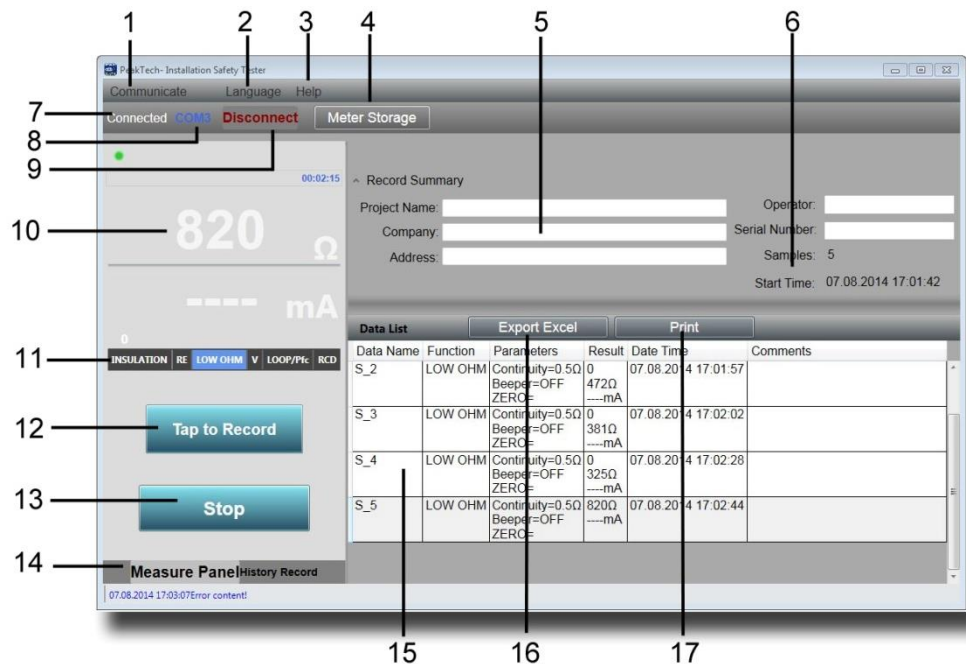 1 2 3 4 5 6
PeakTech- Installation Safety Tester
Communicate Language Help
7 Connected COM3 Disconnect Meter Storage
8
9
00:02:15
^ Record Summary
Project Name: Operator:
10 820 Ω Company: Serial Number:
Address: Samples: 5
Start Time: 07.08.2014 17:01:42
---- mA
0
Data List Export Excel Print
11 INSULATION RE LOW OHM V LOOP/Pfc RCD
Data Name Function Parameters Result Date Time Comments
S_2 LOW OHM Continuity=0.5Ω 0 07.08.2014 17:01:57
Beeper=OFF 472Ω
ZERO= ----mA
S_3 LOW OHM Continuity=0.5Ω 0 07.08.2014 17:02:02
Beeper=OFF 381Ω
ZERO= ----mA
S_4 LOW OHM Continuity=0.5Ω 0 07.08.2014 17:02:28
Beeper=OFF 325Ω
ZERO= ----mA
S_5 LOW OHM Continuity=0.5Ω 820Ω 07.08.2014 17:02:44
Beeper=OFF ----mA
ZERO=
12 Tap to Record
13 Stop
14 Measure Panel History Record
07.08.2014 17:03:07Error content!
15 16 17